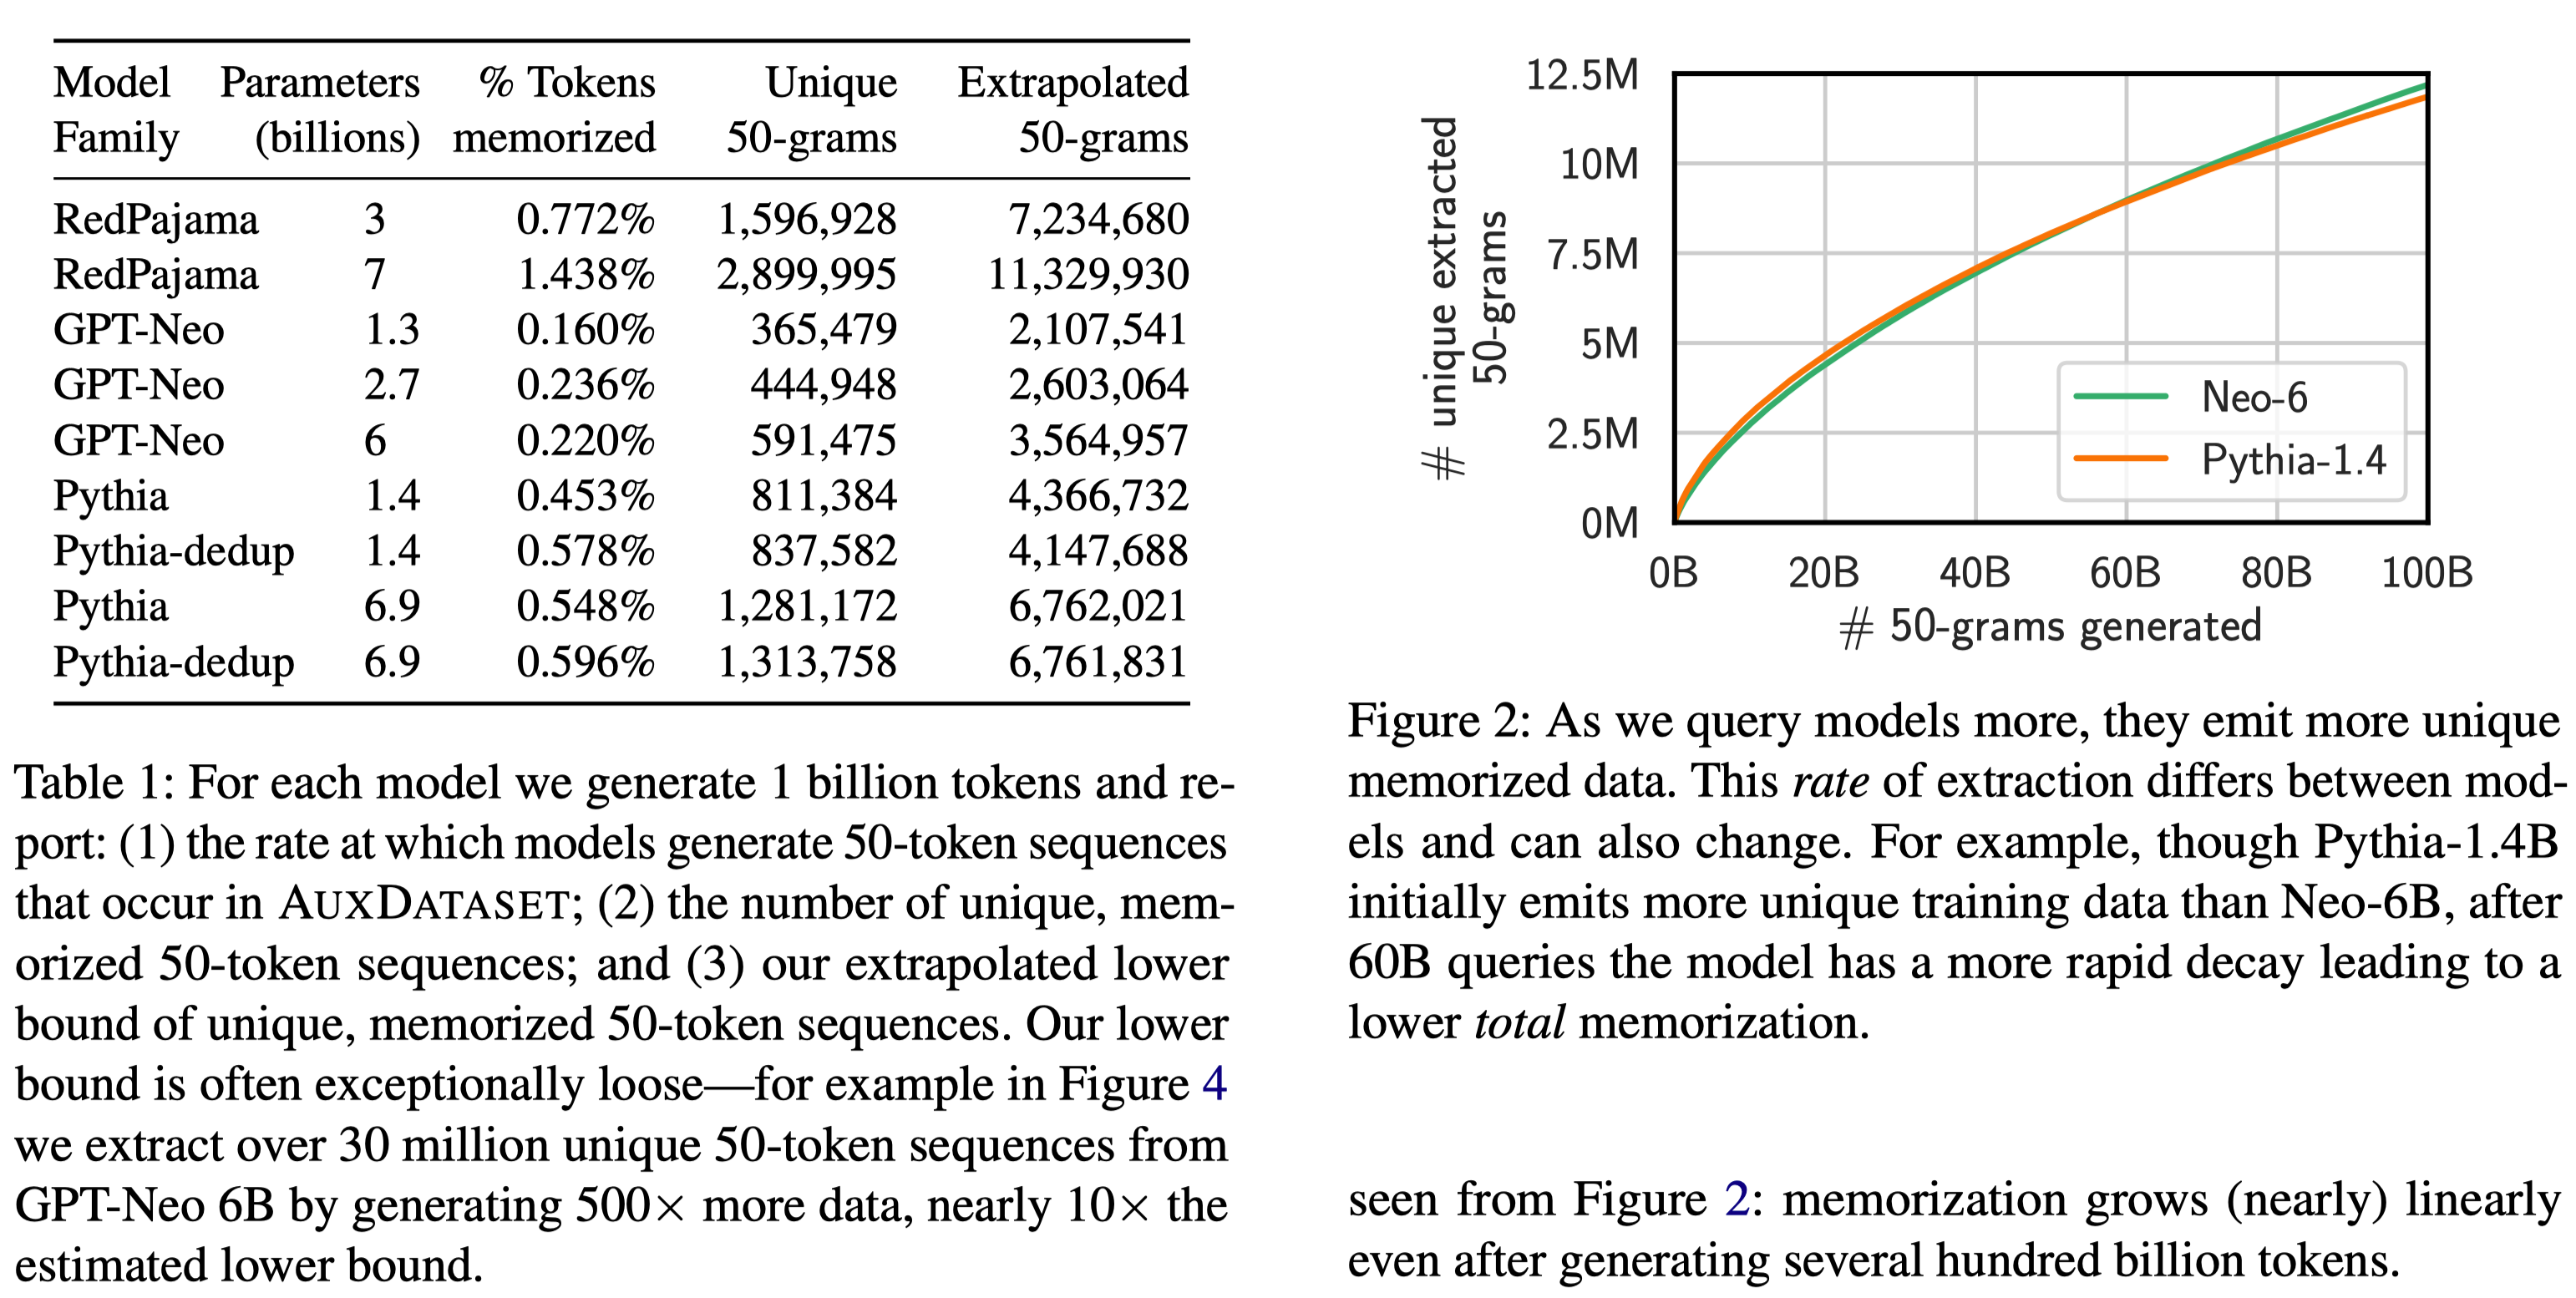 Model Parameters % Tokens Unique Extrapolated
Family (billions) memorized 50-grams 50-grams
RedPajama 3 0.772% 1,596,928 7,234,680
RedPajama 7 1.438% 2,899,995 11,329,930
GPT-Neo 1.3 0.160% 365,479 2,107,541
GPT-Neo 2.7 0.236% 444,948 2,603,064
GPT-Neo 6 0.220% 591,475 3,564,957
Pythia 1.4 0.453% 811,384 4,366,732
Pythia-dedup 1.4 0.578% 837,582 4,147,688
Pythia 6.9 0.548% 1,281,172 6,762,021
Pythia-dedup 6.9 0.596% 1,313,758 6,761,831
Table 1: For each model we generate 1 billion tokens and re-
port: (1) the rate at which models generate 50-token sequences
that occur in AUXDATASET; (2) the number of unique, mem-
orized 50-token sequences; and (3) our extrapolated lower
bound of unique, memorized 50-token sequences. Our lower
bound is often exceptionally loose—for example in Figure 4
we extract over 30 million unique 50-token sequences from
GPT-Neo 6B by generating 500× more data, nearly 10× the
estimated lower bound.
# unique extracted
50-grams
12.5M
10M
7.5M
5M
2.5M
0M
Neo-6
Pythia-1.4
0B 20B 40B 60B 80B 100B
# 50-grams generated
Figure 2: As we query models more, they emit more unique
memorized data. This rate of extraction differs between mod-
els and can also change. For example, though Pythia-1.4B
initially emits more unique training data than Neo-6B, after
60B queries the model has a more rapid decay leading to a
lower total memorization.
seen from Figure 2: memorization grows (nearly) linearly
even after generating several hundred billion tokens.